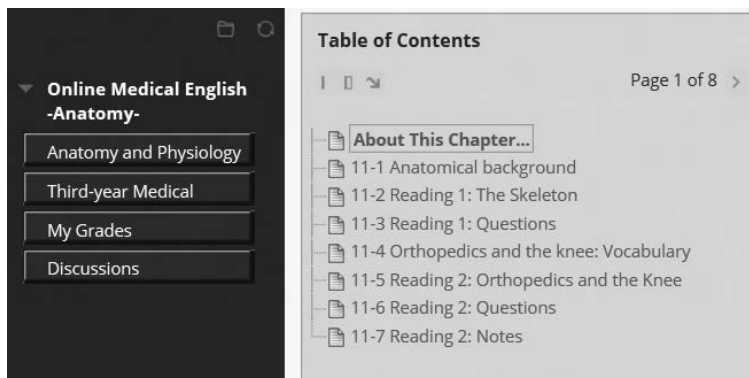 Online Medical English
-Anatomy-
Anatomy and Physiology
Third-year Medical
My Grades
Discussions
Table of Contents
Page 1 of 8 >
About This Chapter...
11-1 Anatomical background
11-2 Reading 1: The Skeleton
11-3 Reading 1: Questions
11-4 Orthopedics and the knee: Vocabulary
11-5 Reading 2: Orthopedics and the Knee
11-6 Reading 2: Questions
11-7 Reading 2: Notes